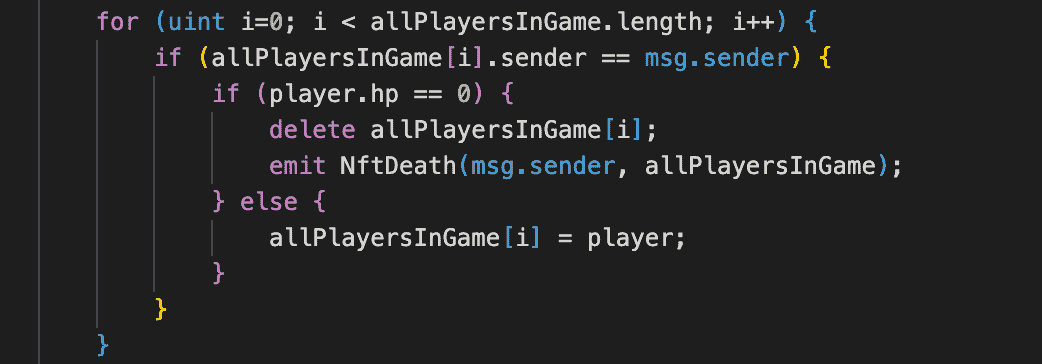 for (uint i=0; i < allPlayersInGame.length; i++) {
if (allPlayersInGame[i].sender == msg.sender) {
if (player.hp == 0) {
delete allPlayersInGame[i];
emit NftDeath(msg.sender, allPlayersInGame);
} else {
allPlayersInGame[i] = player;
}
}
}